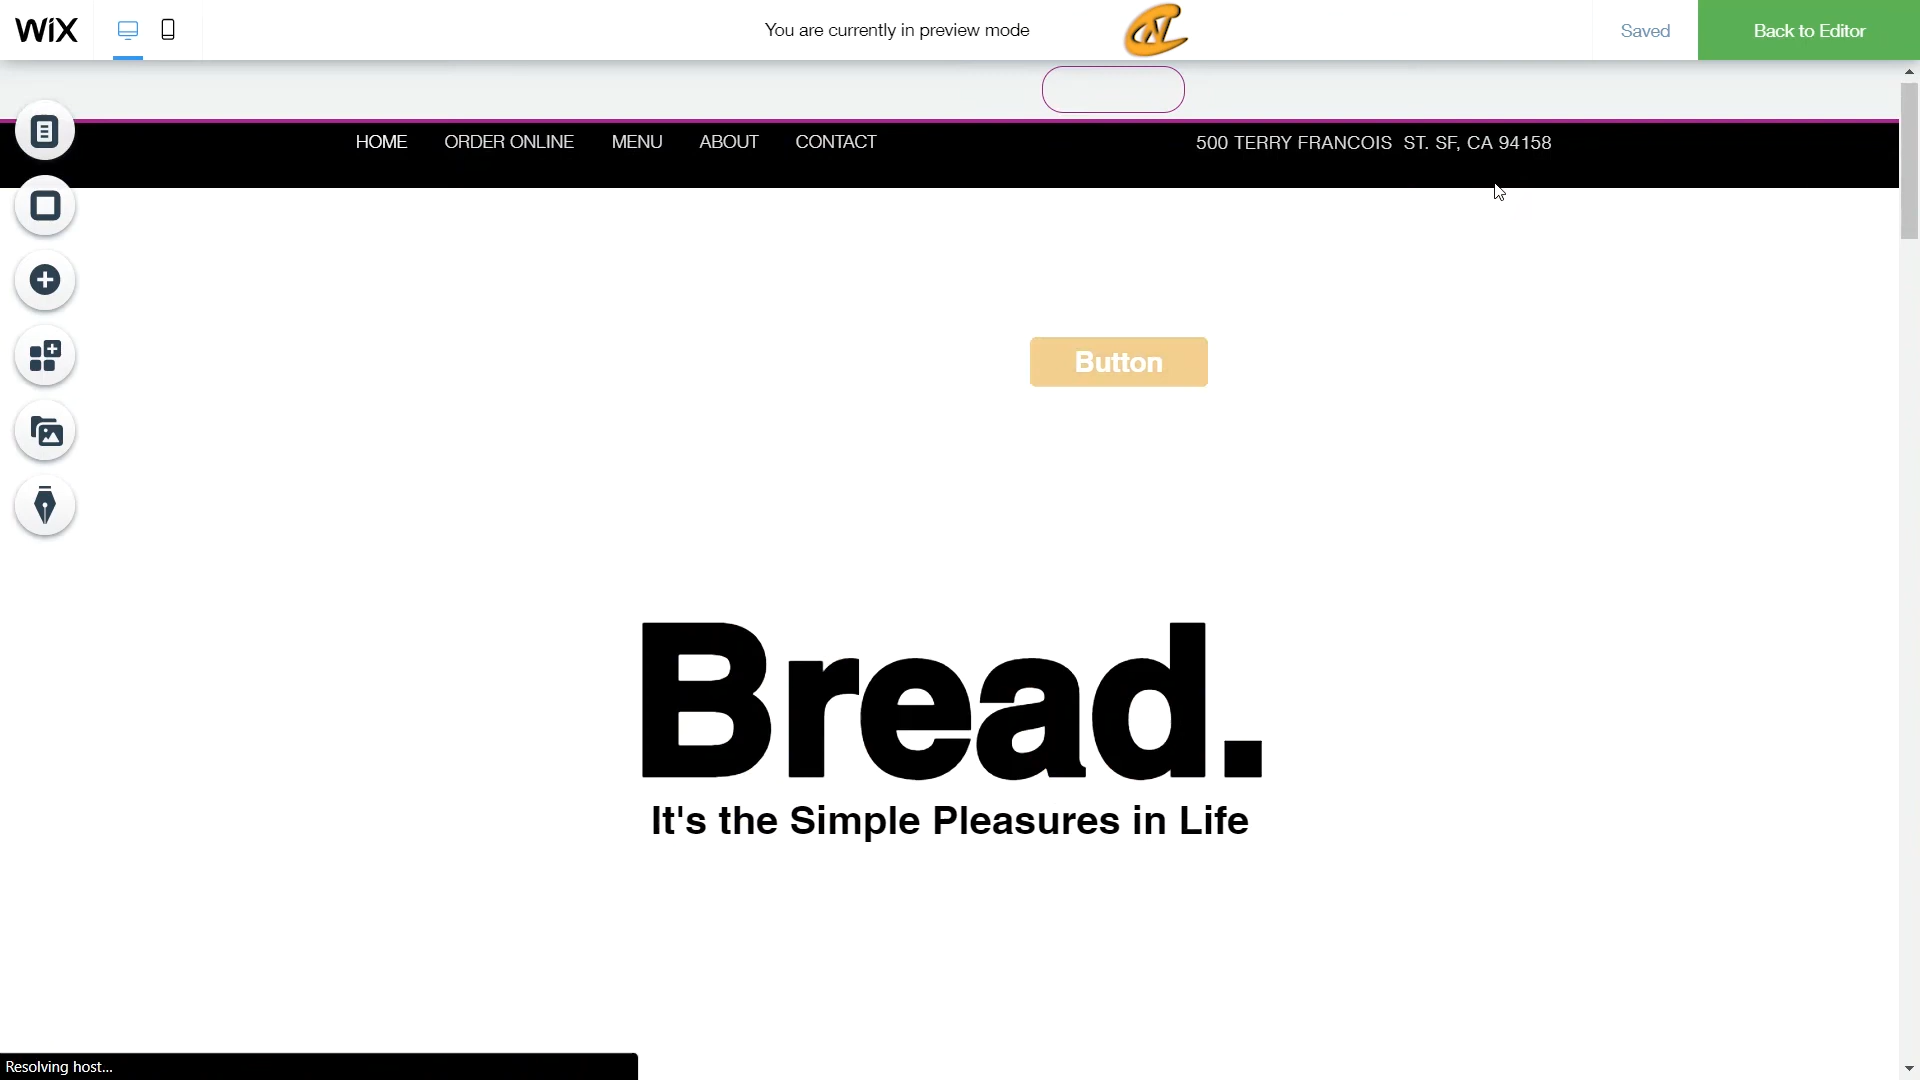 WiX
You are currently in preview mode
Saved
Back to Editor
HOME
ORDER ONLINE
MENU
ABOUT
CONTACT
500 TERRY FRANCOIS ST. SF, CA 94158
Button
Bread.
It's the Simple Pleasures in Life
Resolving host...